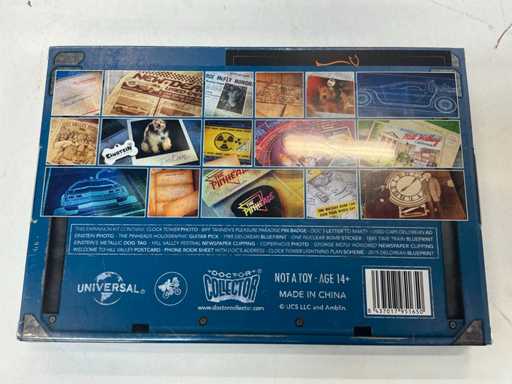 EINSTEIN
THE PINHEADS
THIS EXPANSION KIT CONTAINS: CLOCK TOWER PHOTO · BIFF TANNEN'S PLEASURE PARADISE PIN BADGE · DOC'S LETTER TO MARTY · USED CARS DELOREAN AD
EINSTEIN PHOTO · THE PINHEADS HOLOGRAPHIC GUITAR PICK · 1985 DELOREAN BLUEPRINT · ONE NUCLEAR BOMB STICKER · 1885 TIME TRAIN BLUEPRINT
EINSTEIN'S METALLIC DOG TAG · HILL VALLEY FESTIVAL NEWSPAPER CLIPPING · COPERNICUS PHOTO · GEORGE MCFLY HONORED NEWSPAPER CLIPPING
WELCOME TO HILL VALLEY POSTCARD · PHONE BOOK SHEET WITH DOC'S ADDRESS · CLOCK TOWER LIGHTNING PLAN SCHEME · 2015 DELOREAN BLUEPRINT
UNIVERSAL
DOCTOR
COLLECTOR
www.doctorcollector.com
NOT A TOY · AGE 14+
MADE IN CHINA
© UCS LLC and Amblin.
8 437017 951650